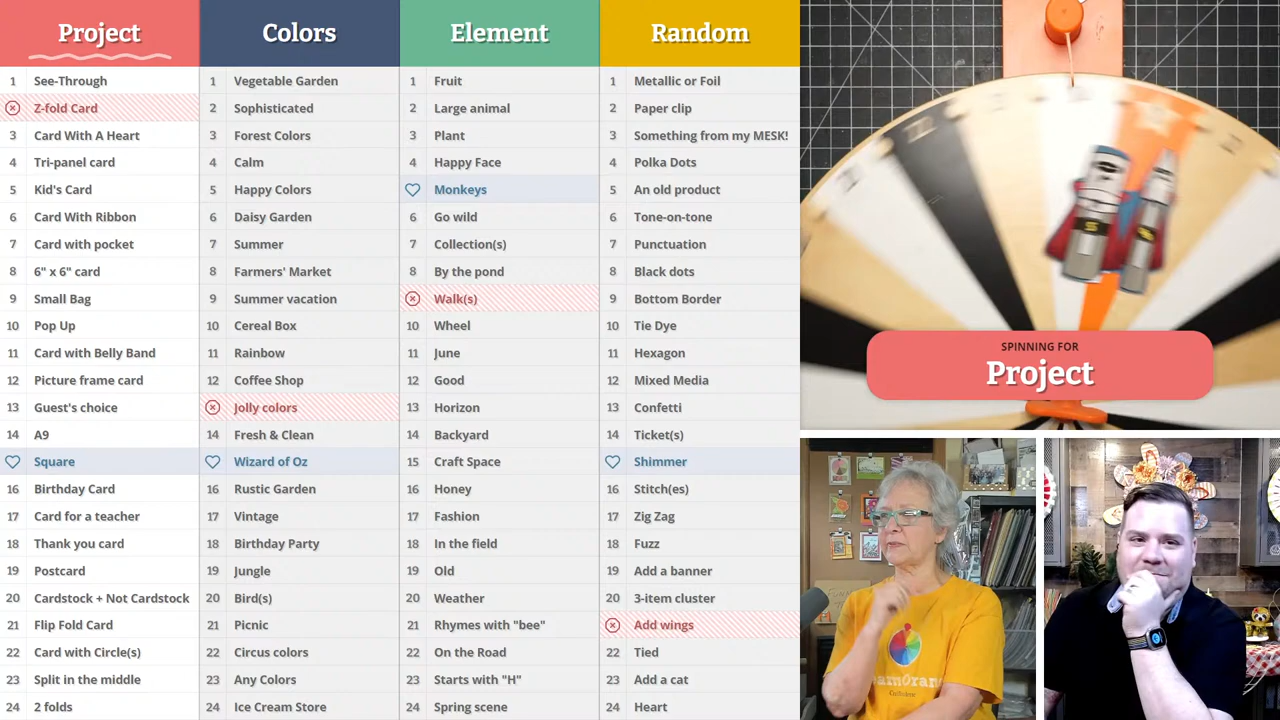 Project
Colors
Element
Random
1 See-Through
Z-fold Card
3 Card With A Heart
4 Tri-panel card
5 Kid's Card
6 Card With Ribbon
7 Card with pocket
8 6" x 6" card
9 Small Bag
10 Pop Up
11 Card with Belly Band
12 Picture frame card
13 Guest's choice
14 A9
Square
16 Birthday Card
17 Card for a teacher
18 Thank you card
19 Postcard
20 Cardstock + Not Cardstock
21 Flip Fold Card
22 Card with Circle(s)
23 Split in the middle
24 2 folds
1 Vegetable Garden
2 Sophisticated
3 Forest Colors
4 Calm
5 Happy Colors
6 Daisy Garden
7 Summer
8 Farmers' Market
9 Summer vacation
10 Cereal Box
11 Rainbow
12 Coffee Shop
Jolly colors
14 Fresh & Clean
Wizard of Oz
16 Rustic Garden
17 Vintage
18 Birthday Party
19 Jungle
20 Bird(s)
21 Picnic
22 Circus colors
23 Any Colors
24 Ice Cream Store
1 Fruit
2 Large animal
3 Plant
4 Happy Face
Monkeys
6 Go wild
7 Collection(s)
8 By the pond
Walk(s)
10 Wheel
11 June
12 Good
13 Horizon
14 Backyard
15 Craft Space
16 Honey
17 Fashion
18 In the field
19 Old
20 Weather
21 Rhymes with "bee"
22 On the Road
23 Starts with "H"
24 Spring scene
1 Metallic or Foil
2 Paper clip
3 Something from my MESK!
4 Polka Dots
5 An old product
6 Tone-on-tone
7 Punctuation
8 Black dots
9 Bottom Border
10 Tie Dye
11 Hexagon
12 Mixed Media
13 Confetti
14 Ticket(s)
Shimmer
16 Stitch(es)
17 Zig Zag
18 Fuzz
19 Add a banner
20 3-item cluster
Add wings
22 Tied
23 Add a cat
24 Heart
SPINNING FOR
Project